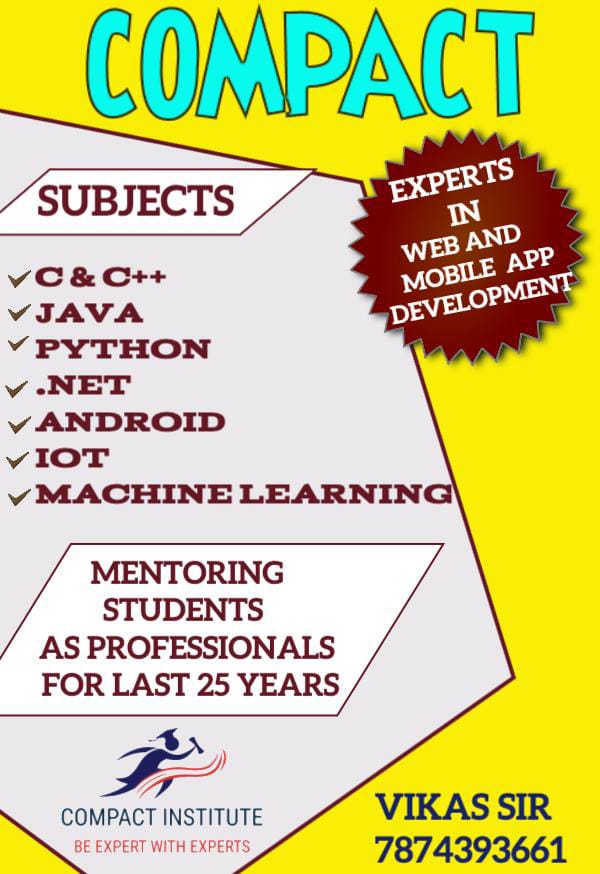 COMPACT
SUBJECTS
EXPERTS
IN
WEB AND
MOBILE APP
DEVELOPMENT
C & C++
JAVA
PYTHON
.NET
ANDROID
IOT
MACHINE LEARNING
MENTORING
STUDENTS
AS PROFESSIONALS
FOR LAST 25 YEARS
COMPACT INSTITUTE
BE EXPERT WITH EXPERTS
VIKAS SIR
7874393661